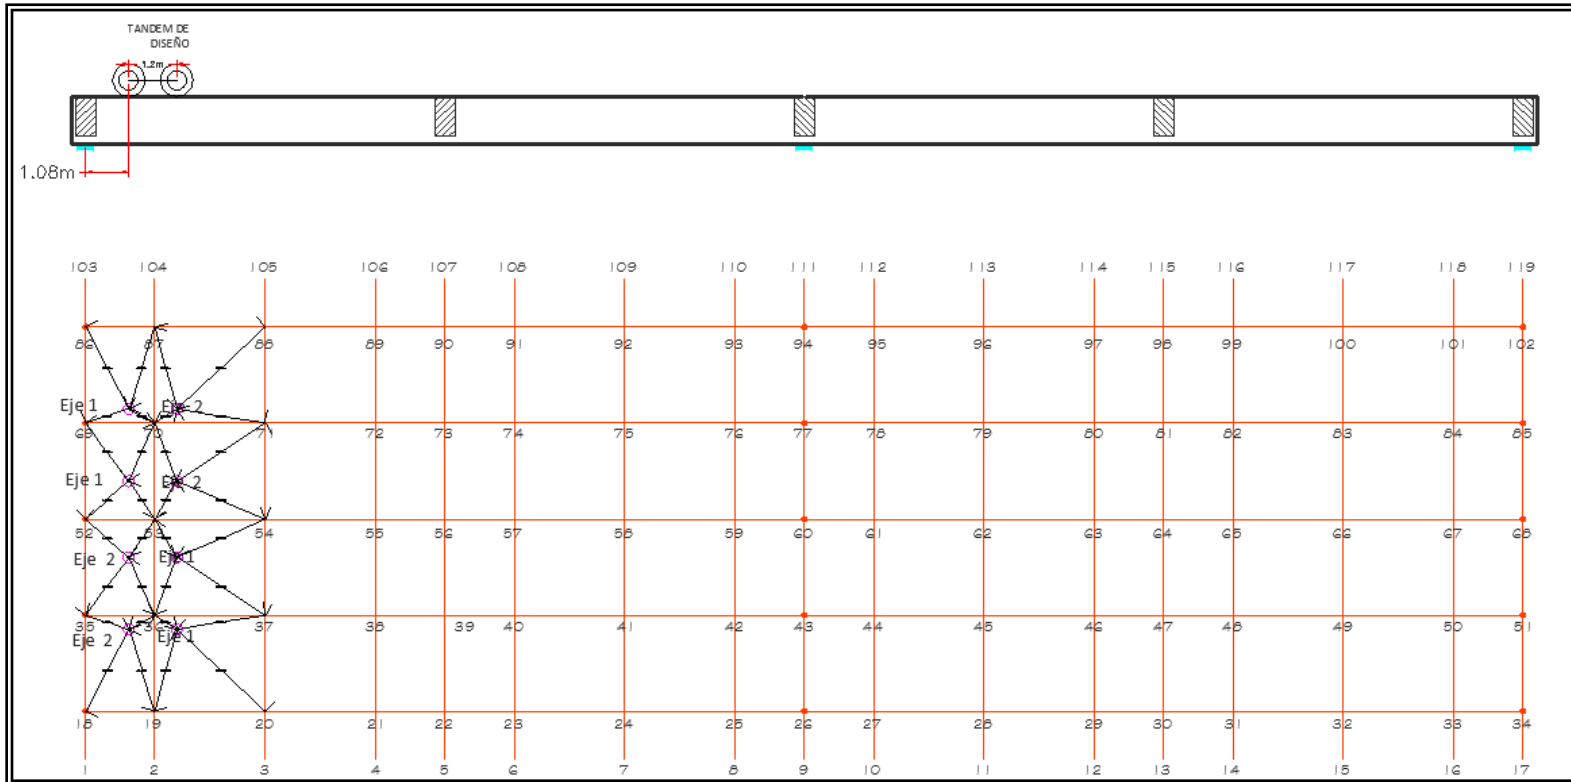 TANDEM DE
DISEÑO
1.2m
1.08m
103 104 105 106 107 108 109 110 111 112 113 114 115 116 117 118 119
86 87 88 89 90 91 92 93 94 95 96 97 98 99 100 101 102
Eje 1 Eje 2
69 70 71 72 73 74 75 76 77 78 79 80 81 82 83 84 85
Eje 1 Eje 2
52 53 54 55 56 57 58 59 60 61 62 63 64 65 66 67 68
Eje 2 Eje 1
35 36 37 38 39 40 41 42 43 44 45 46 47 48 49 50 51
Eje 2 Eje 1
18 19 20 21 22 23 24 25 26 27 28 29 30 31 32 33 34
1 2 3 4 5 6 7 8 9 10 11 12 13 14 15 16 17